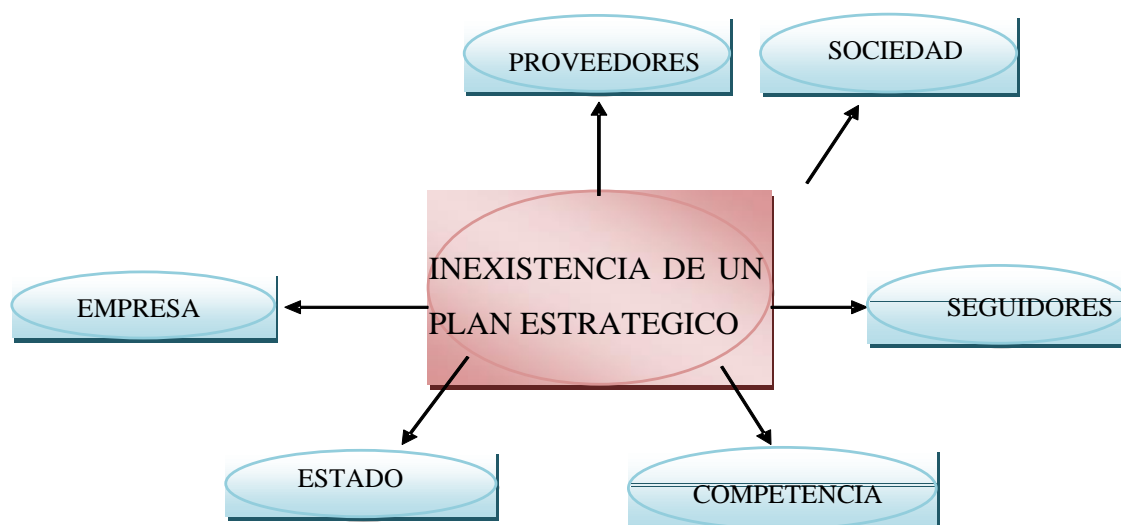 PROVEEDORES
SOCIEDAD
INEXISTENCIA DE UN
PLAN ESTRATEGICO
EMPRESA
SEGUIDORES
ESTADO
COMPETENCIA